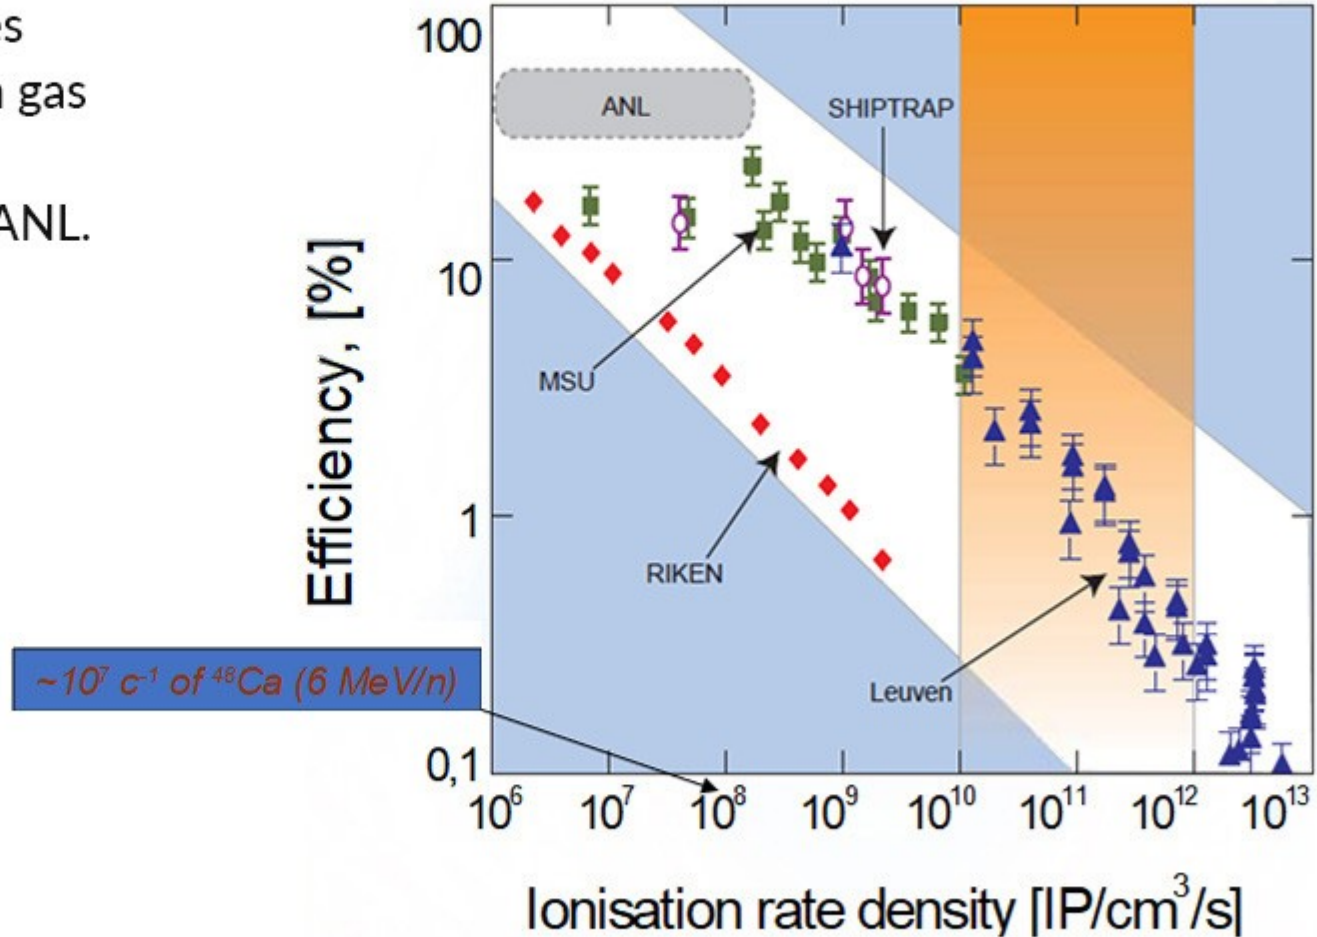 es
n gas
ANL.
Efficiency, [%]
100
10
1
0,1
ANL
SHIPTRAP
MSU
RIKEN
Leuven
~10⁷ c⁻¹ of ⁴⁸Ca (6 MeV/n)
10⁶ 10⁷ 10⁸ 10⁹ 10¹⁰ 10¹¹ 10¹² 10¹³
Ionisation rate density [IP/cm³/s]